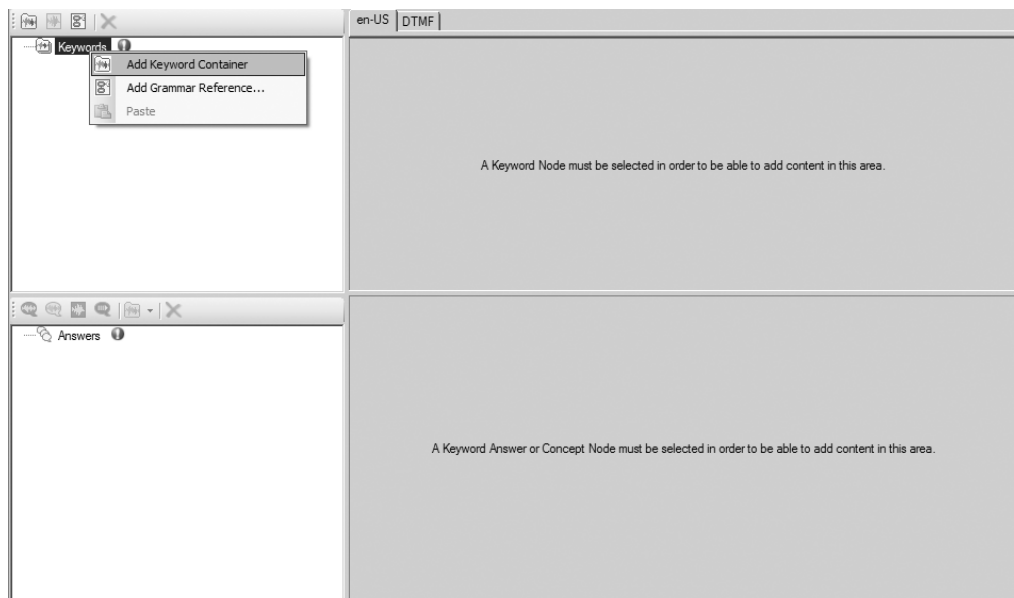 en-US DTMF
Keywords
Add Keyword Container
Add Grammar Reference...
Paste
A Keyword Node must be selected in order to be able to add content in this area.
Answers
A Keyword Answer or Concept Node must be selected in order to be able to add content in this area.